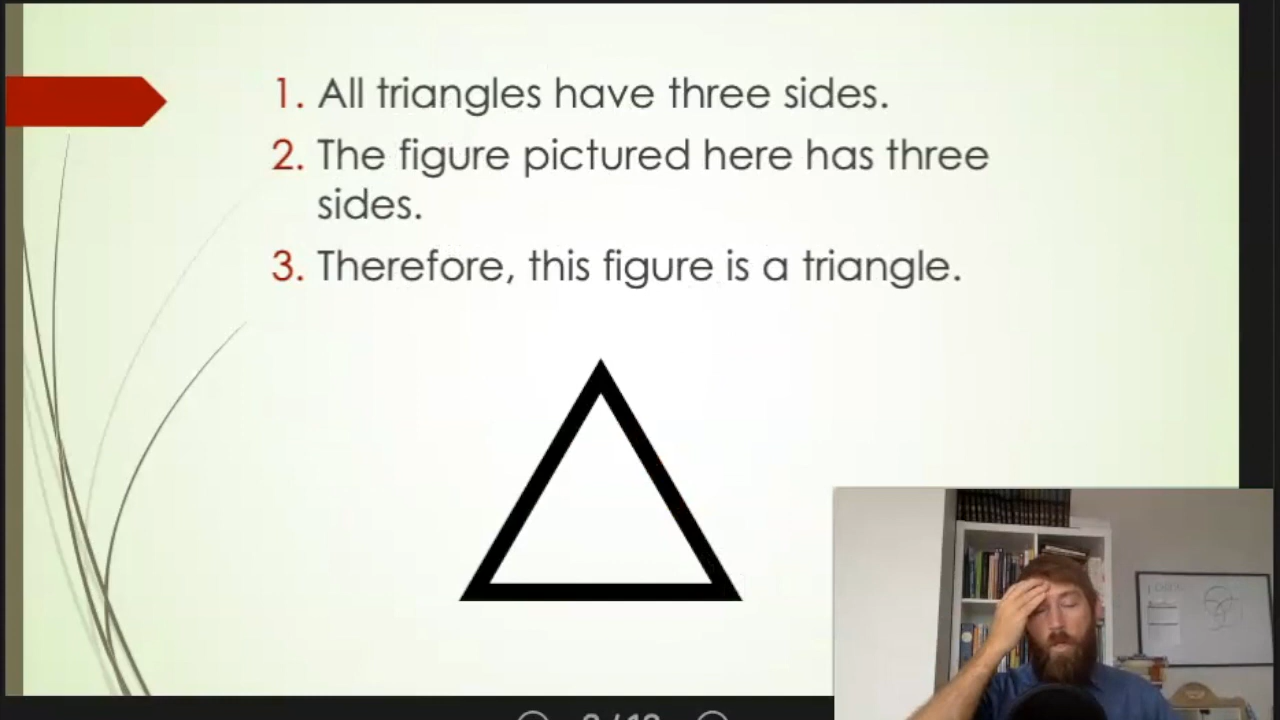 1. All triangles have three sides.
2. The figure pictured here has three
sides.
3. Therefore, this figure is a triangle.